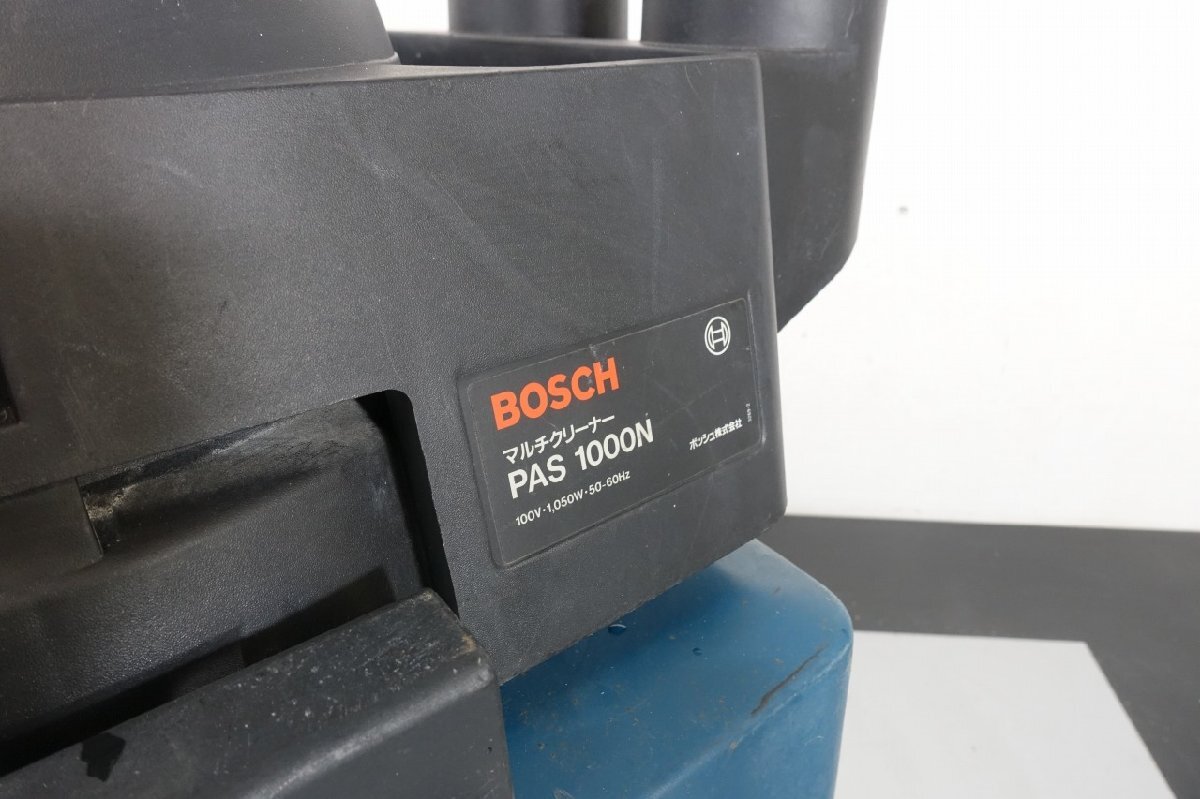 BOSCH
マルチクリーナー
PAS 1000N
100V・1,050W・50-60Hz
ボッシュ株式会社